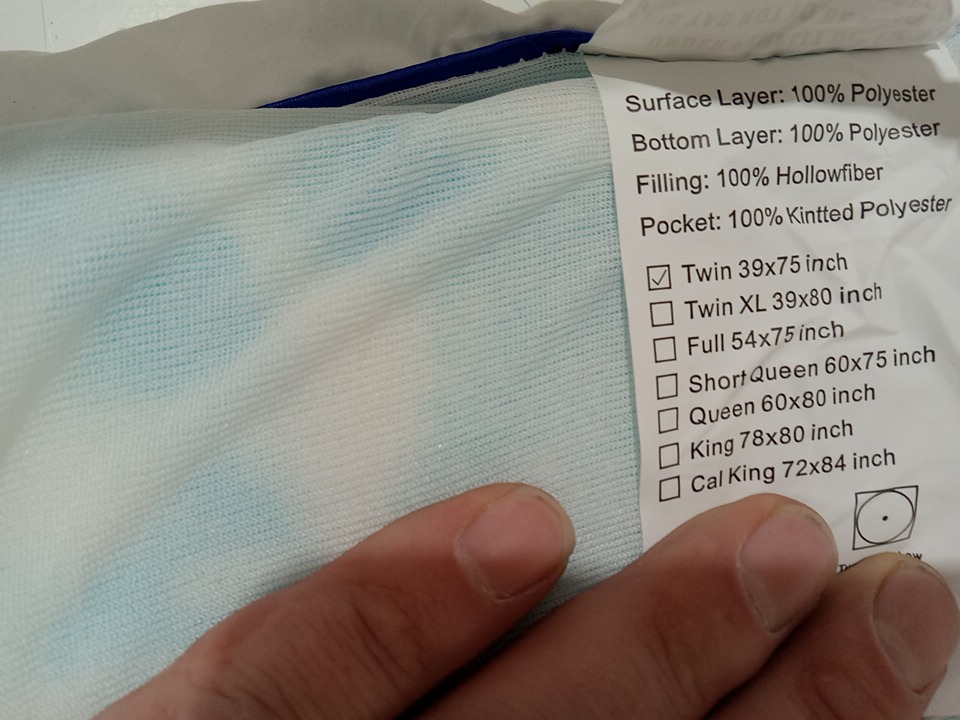 Surface Layer: 100% Polyester
Bottom Layer: 100% Polyester
Filling: 100% Hollowfiber
Pocket: 100% Kintted Polyester
Twin 39x75 inch
Twin XL 39x80 inch
Full 54x75 inch
Short Queen 60x75 inch
Queen 60x80 inch
King 78x80 inch
Cal King 72x84 inch